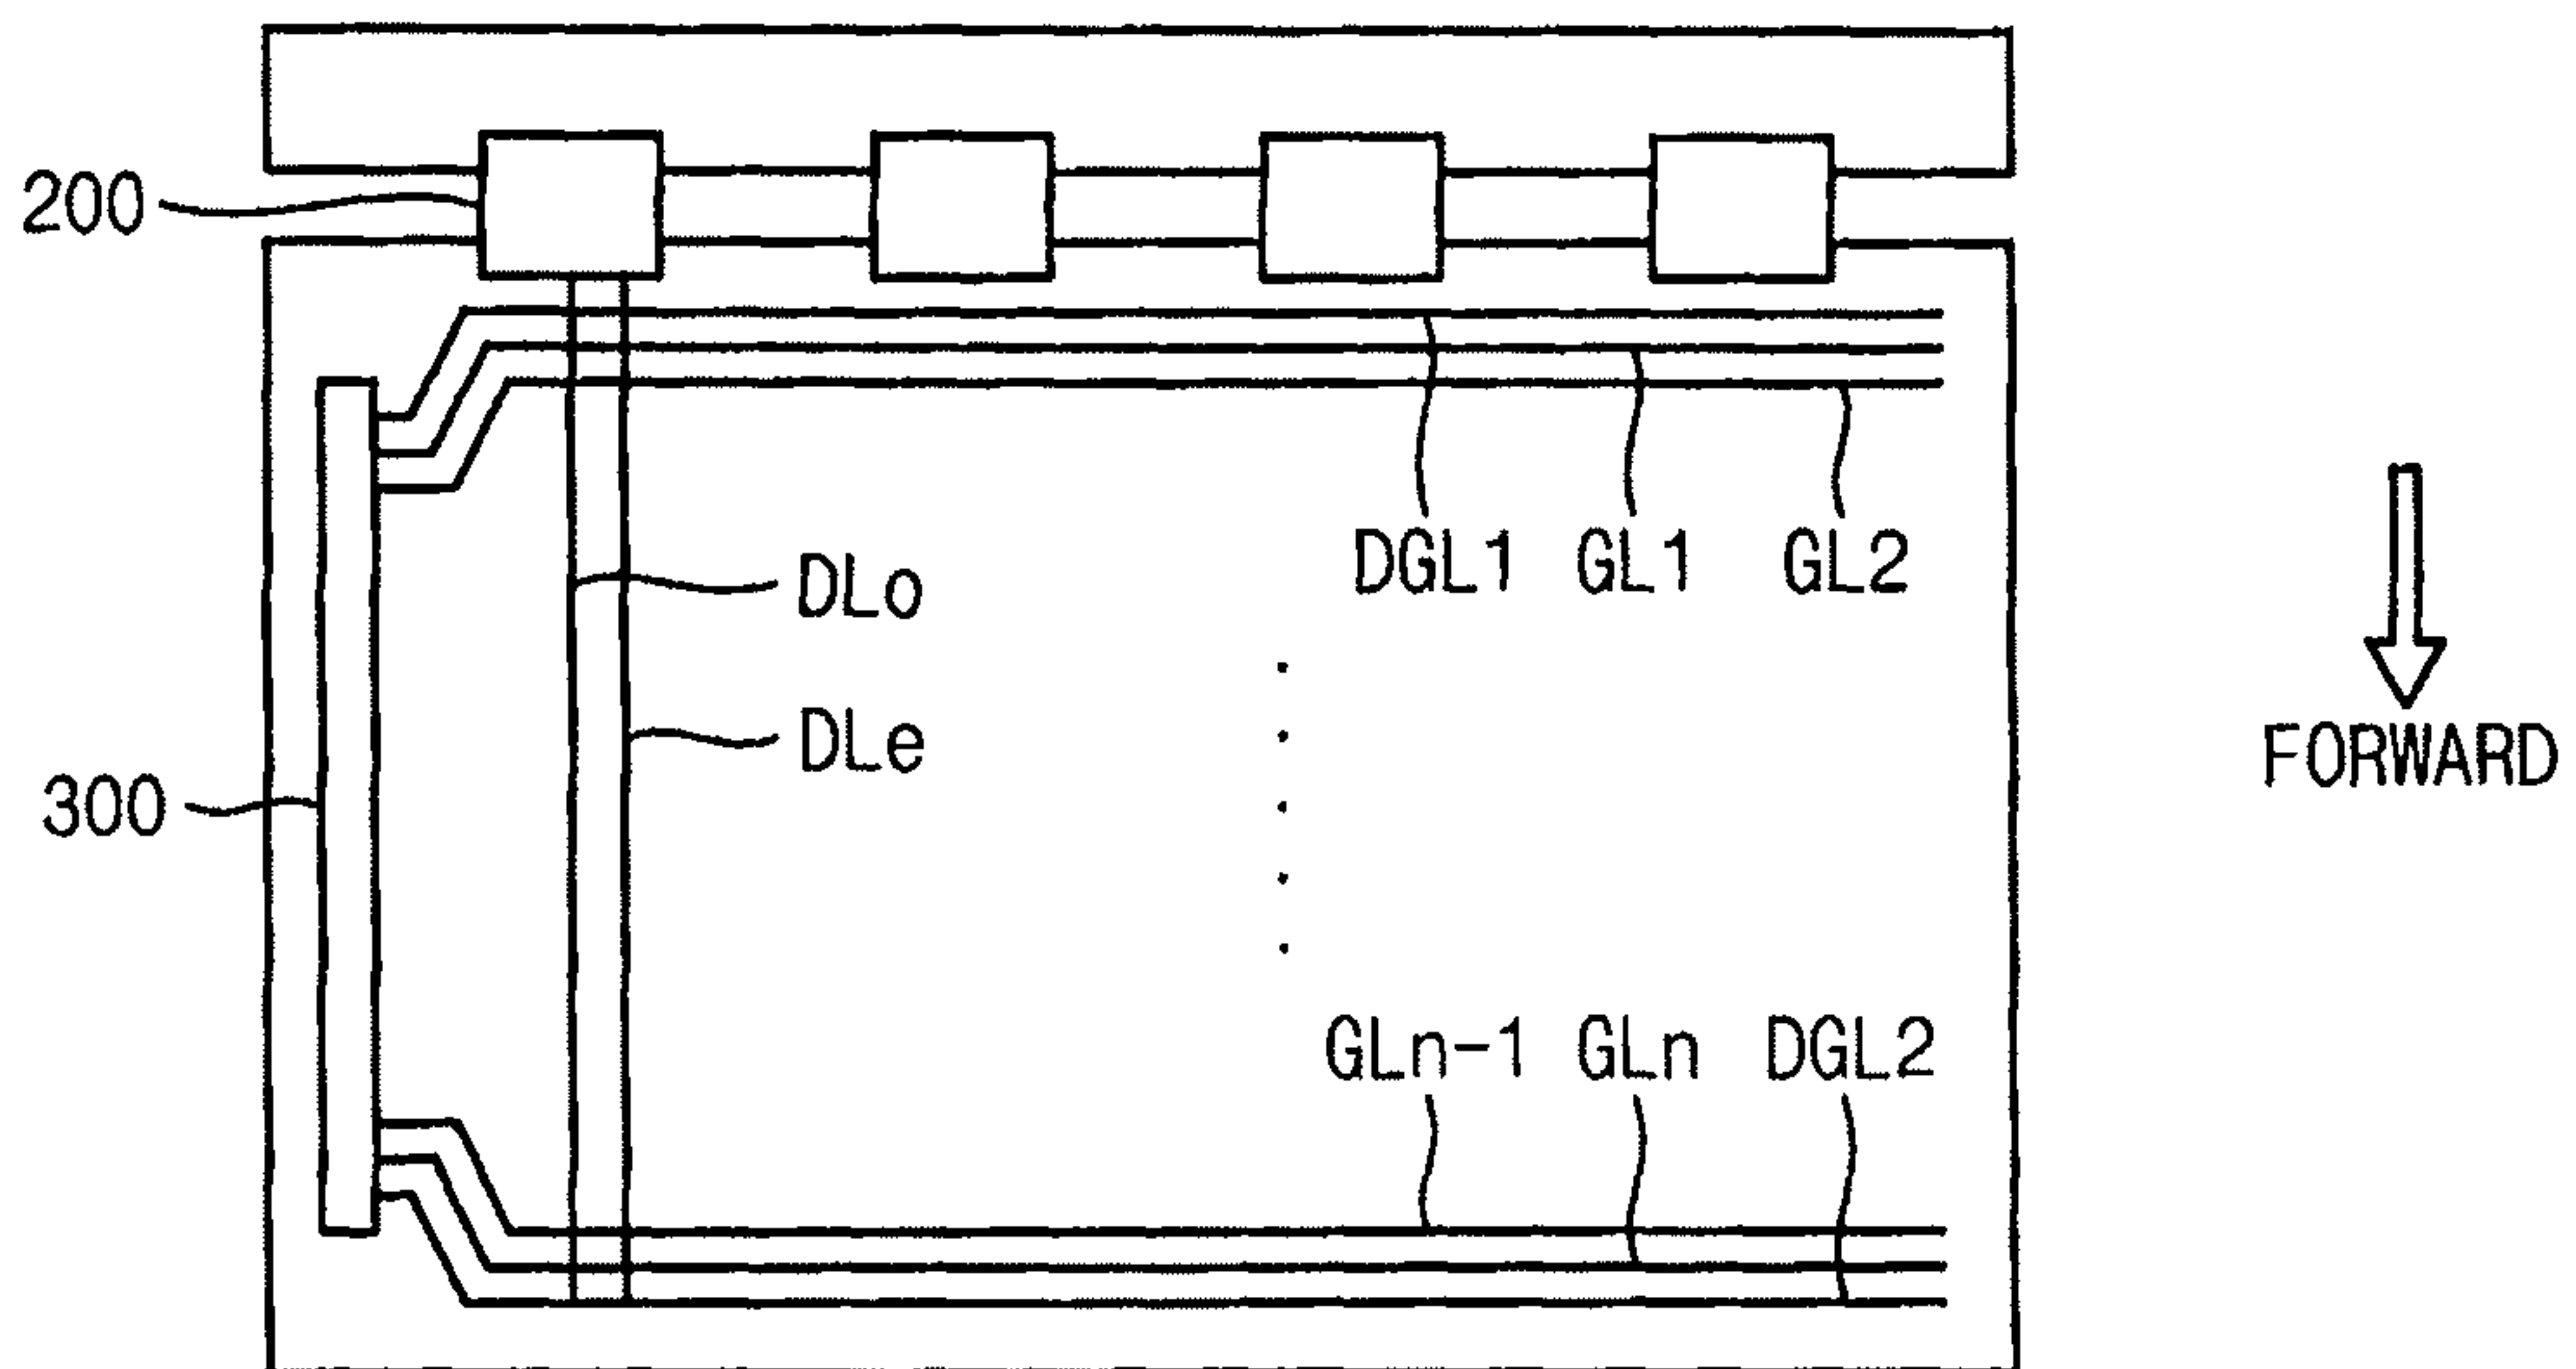 200
DGL1 GL1 GL2
DLo
DLe
FORWARD
300
GLn-1 GLn DGL2